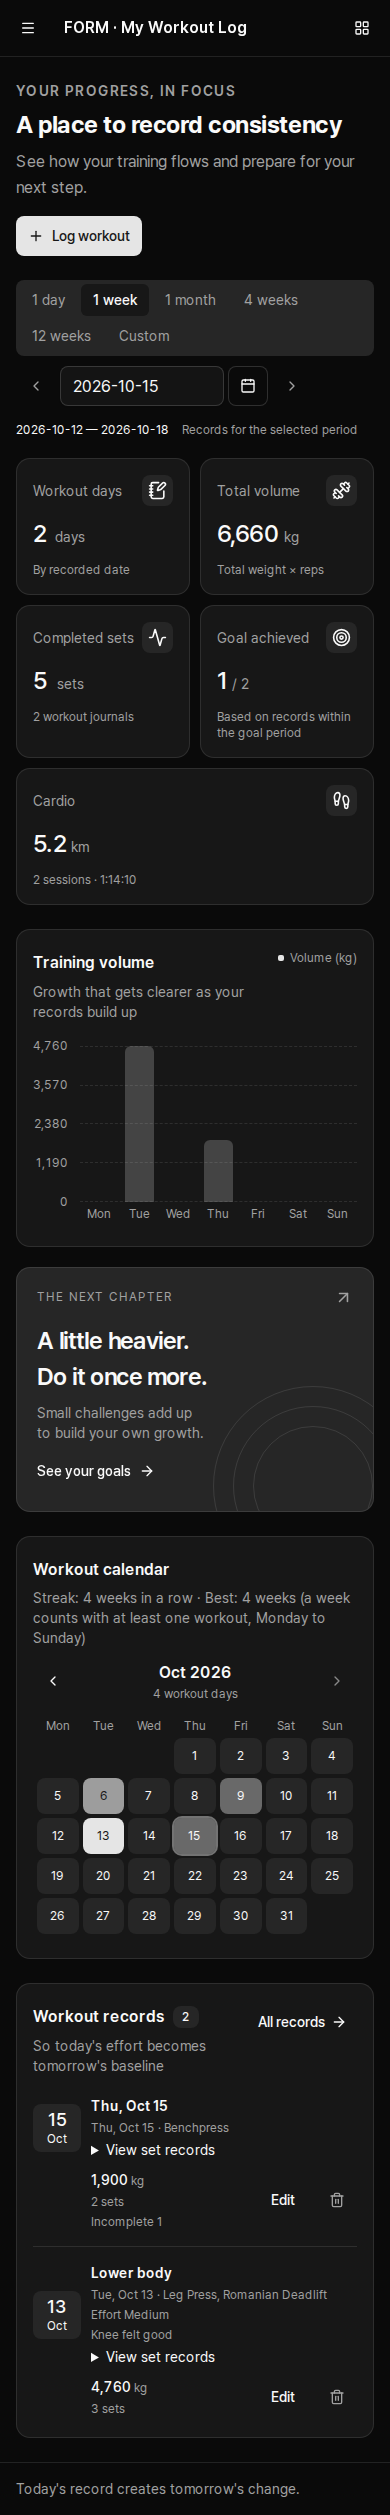 FORM · My Workout Log
YOUR PROGRESS, IN FOCUS
A place to record consistency
See how your training flows and prepare for your
next step.
Log workout
1 day 1 week 1 month 4 weeks
12 weeks Custom
2026-10-15
2026-10-12 — 2026-10-18 Records for the selected period
Workout days
2 days
By recorded date
Total volume
6,660 kg
Total weight × reps
Completed sets
5 sets
2 workout journals
Goal achieved
1 / 2
Based on records within
the goal period
Cardio
5.2 km
2 sessions · 1:14:10
Training volume
Volume (kg)
Growth that gets clearer as your
records build up
4,760
3,570
2,380
1,190
0
Mon Tue Wed Thu Fri Sat Sun
THE NEXT CHAPTER
A little heavier.
Do it once more.
Small challenges add up
to build your own growth.
See your goals
Workout calendar
Streak: 4 weeks in a row · Best: 4 weeks (a week
counts with at least one workout, Monday to
Sunday)
Oct 2026
4 workout days
Mon Tue Wed Thu Fri Sat Sun
1 2 3 4
5 6 7 8 9 10 11
12 13 14 15 16 17 18
19 20 21 22 23 24 25
26 27 28 29 30 31
Workout records 2
All records
So today's effort becomes
tomorrow's baseline
15
Oct
Thu, Oct 15
Thu, Oct 15 · Benchpress
View set records
1,900 kg
2 sets
Incomplete 1
Edit
13
Oct
Lower body
Tue, Oct 13 · Leg Press, Romanian Deadlift
Effort Medium
Knee felt good
View set records
4,760 kg
3 sets
Edit
Today's record creates tomorrow's change.